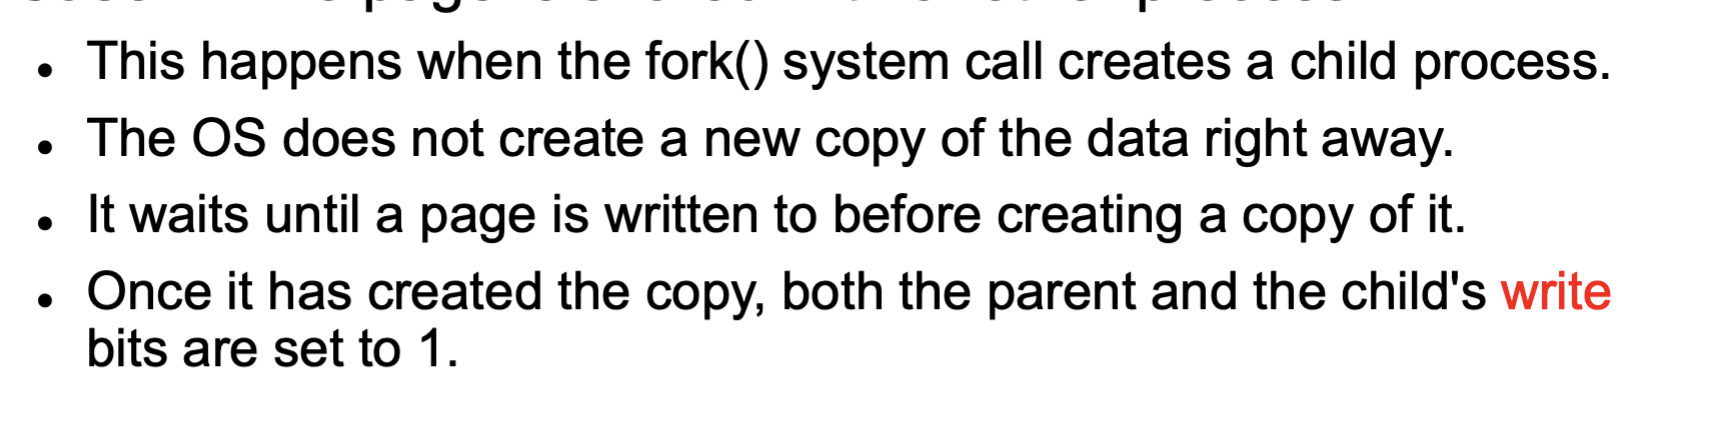 • This happens when the fork() system call creates a child process.
• The OS does not create a new copy of the data right away.
• It waits until a page is written to before creating a copy of it.
• Once it has created the copy, both the parent and the child's write
bits are set to 1.